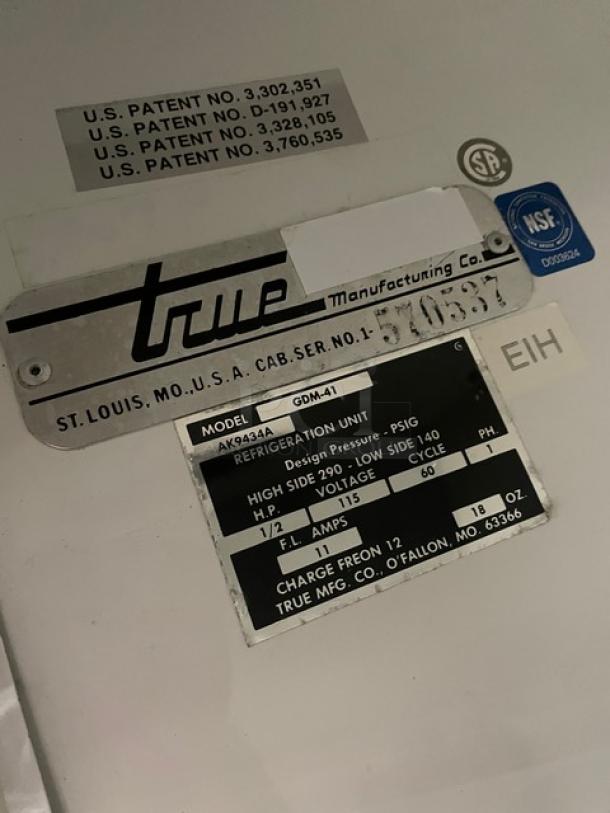 U.S. PATENT NO. 3,302,351
U.S. PATENT NO. D-191,927
U.S. PATENT NO. 3,328,105
U.S. PATENT NO. 3,760,535
SA
NSF.
D003624
true Manufacturing Co.
ST. LOUIS, MO., U.S.A. CAB. SER. NO. 1-570537
EIH
MODEL GDM-41
AK9434A
REFRIGERATION UNIT
Design Pressure - PSIG
HIGH SIDE 290 - LOW SIDE 140
H.P. VOLTAGE CYCLE PH.
1/2 115 60 1
F.L. AMPS
11
CHARGE FREON 12 18 OZ.
TRUE MFG. CO., O'FALLON, MO. 63366